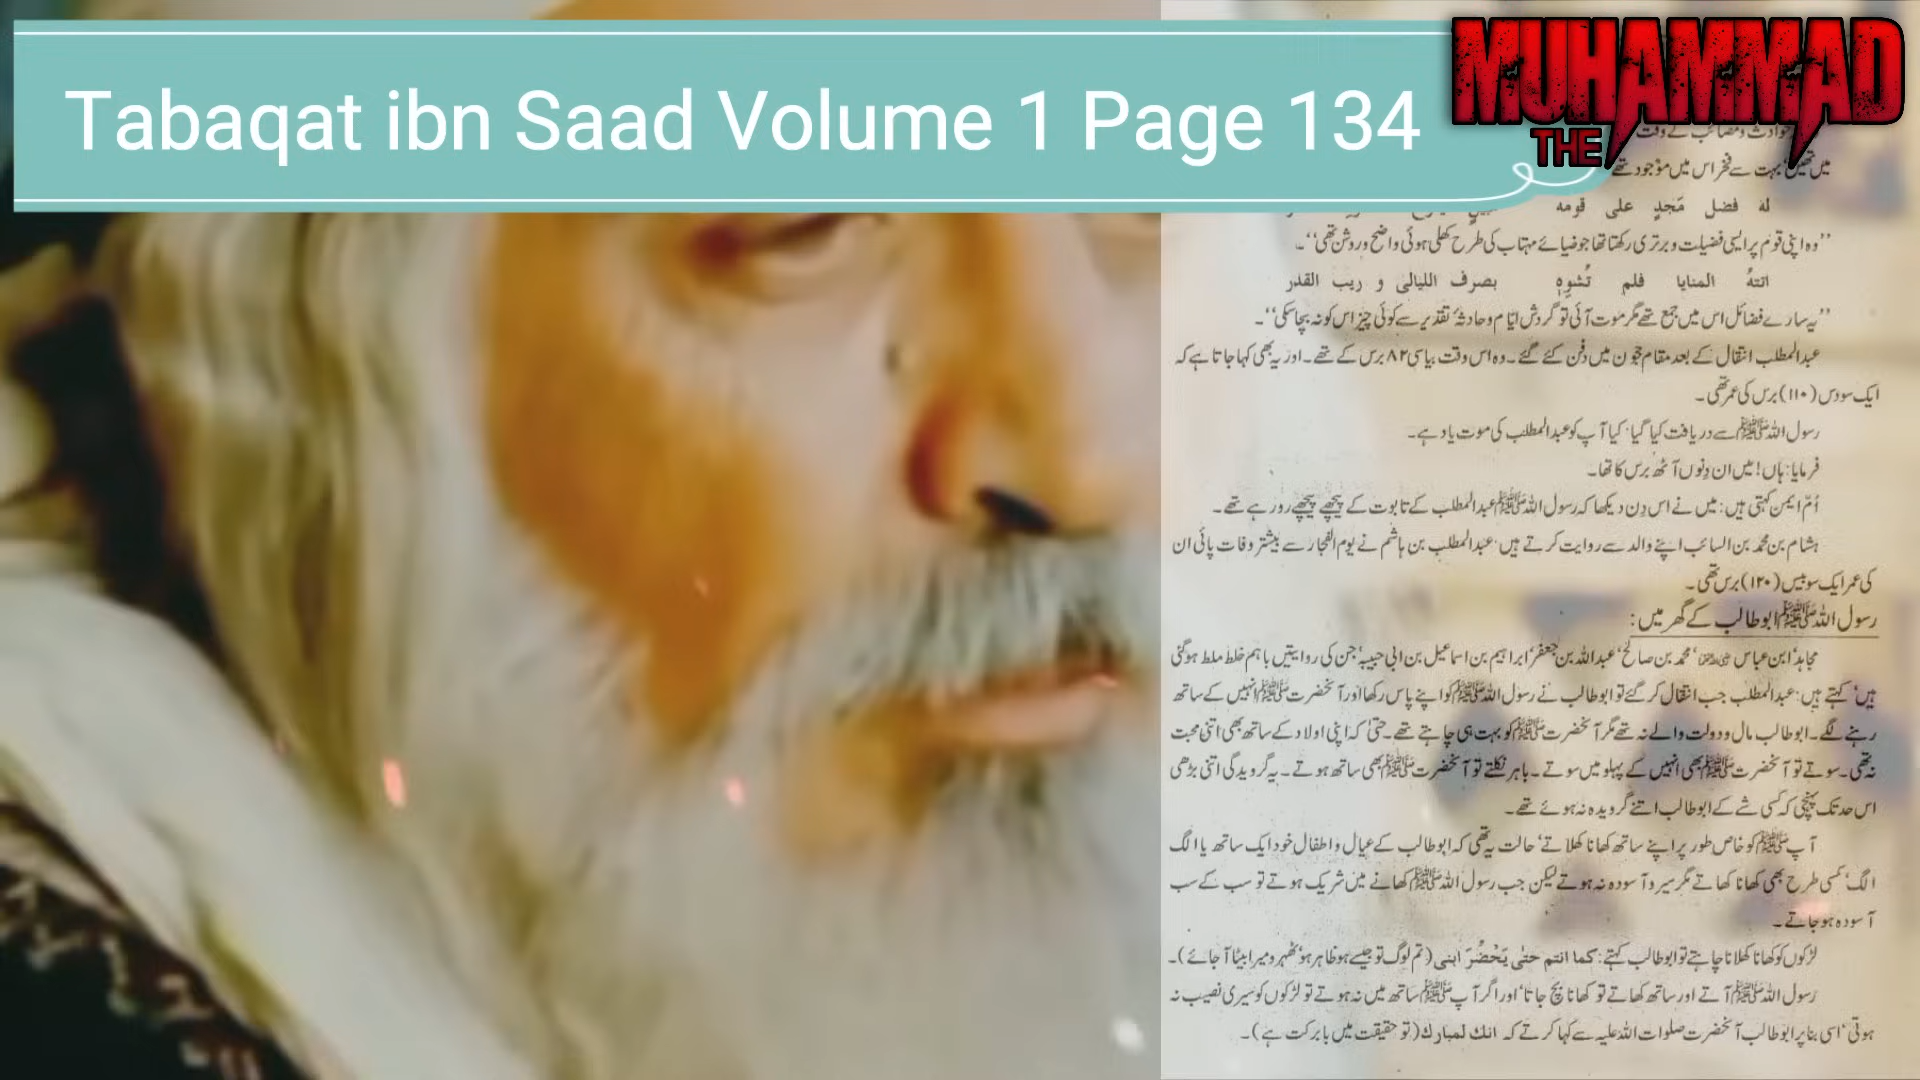 Tabaqat ibn Saad Volume 1 Page 134
MUHAMMAD
THE
حوادث ومصائب کے وقت
میں تھیں، بہت سے فخر اس میں موجود تھے
له فضل مَجدٍ علی قومه
’’وہ اپنی قوم پر ایسی فضیلت و برتری رکھتا تھا جو ضیائے مہتاب کی طرح کھلی ہوئی واضح و روشن تھی‘‘۔
اتتهُ المنایا فلم تُشوِهٖ بصرف اللیالی و ریب القدر
’’یہ سارے فضائل اس میں جمع تھے مگر موت آئی تو گردش ایام و حادثۂ تقدیر سے کوئی چیز اس کو نہ بچا سکی‘‘۔
عبدالمطلب انتقال کے بعد مقام حجون میں دفن کئے گئے۔ وہ اس وقت بیاسی ۸۲ برس کے تھے۔ اور یہ بھی کہا جاتا ہے کہ
ایک سو دس (۱۱۰) برس کی عمر تھی۔
رسول اللہ ﷺ سے دریافت کیا گیا: کیا آپ کو عبدالمطلب کی موت یاد ہے۔
فرمایا: ہاں! میں ان دِنوں آٹھ برس کا تھا۔
اُمّ ایمن کہتی ہیں: میں نے اس دِن دیکھا کہ رسول اللہ ﷺ عبدالمطلب کے تابوت کے پیچھے پیچھے رو رہے تھے۔
ہشام بن محمد بن السائب اپنے والد سے روایت کرتے ہیں، عبدالمطلب بن ہاشم نے یوم الفجار سے بیشتر وفات پائی ان
کی عمر ایک سو بیس (۱۲۰) برس تھی۔
رسول اللہ ﷺ ابو طالب کے گھر میں:
مجاہد، ابن عباس، محمد بن صالح، عبداللہ بن جعفر، ابراہیم بن اسماعیل بن ابی حبیبہ، جن کی روایتیں باہم خلط ملط ہو گئی
ہیں، کہتے ہیں: عبدالمطلب جب انتقال کر گئے تو ابو طالب نے رسول اللہ ﷺ کو اپنے پاس رکھا اور آنحضرت ﷺ انہیں کے ساتھ
رہنے لگے۔ ابو طالب مال و دولت والے نہ تھے مگر آنحضرت ﷺ کو بہت ہی چاہتے تھے۔ حتیٰ کہ اپنی اولاد کے ساتھ بھی اتنی محبت
نہ تھی۔ سوتے تو آنحضرت ﷺ بھی انہیں کے پہلو میں سوتے۔ باہر نکلتے تو آنحضرت ﷺ بھی ساتھ ہوتے۔ یہ گرویدگی اتنی بڑھی
اس حد تک پہنچی کہ کسی شے کے ابو طالب اتنے گرویدہ نہ ہوئے تھے۔
آپ ﷺ کو خاص طور پر اپنے ساتھ کھانا کھلاتے، حالت یہ تھی کہ ابو طالب کے عیال و اطفال خود ایک ساتھ یا الگ
الگ، کسی طرح بھی کھانا کھاتے مگر سیر و آسودہ نہ ہوتے لیکن جب رسول اللہ ﷺ کھانے میں شریک ہوتے تو سب کے سب
آسودہ ہو جاتے۔
لڑکوں کو کھانا کھلانا چاہتے تو ابو طالب کہتے: کما انتم حتٰی یَحْضُرَ ابنی (تم لوگ تو جیسے ہو ظاہر ہو، ٹھہرو میرا بیٹا آ جائے)۔
رسول اللہ ﷺ آتے اور ساتھ کھاتے تو کھانا بچ جاتا، اور اگر آپ ﷺ ساتھ میں نہ ہوتے تو لڑکوں کو سیری نصیب نہ
ہوتی، اسی بنا پر ابو طالب آنحضرت صلوات اللہ علیہ سے کہا کرتے کہ انك لمبارك (تو حقیقت میں بابرکت ہے)۔